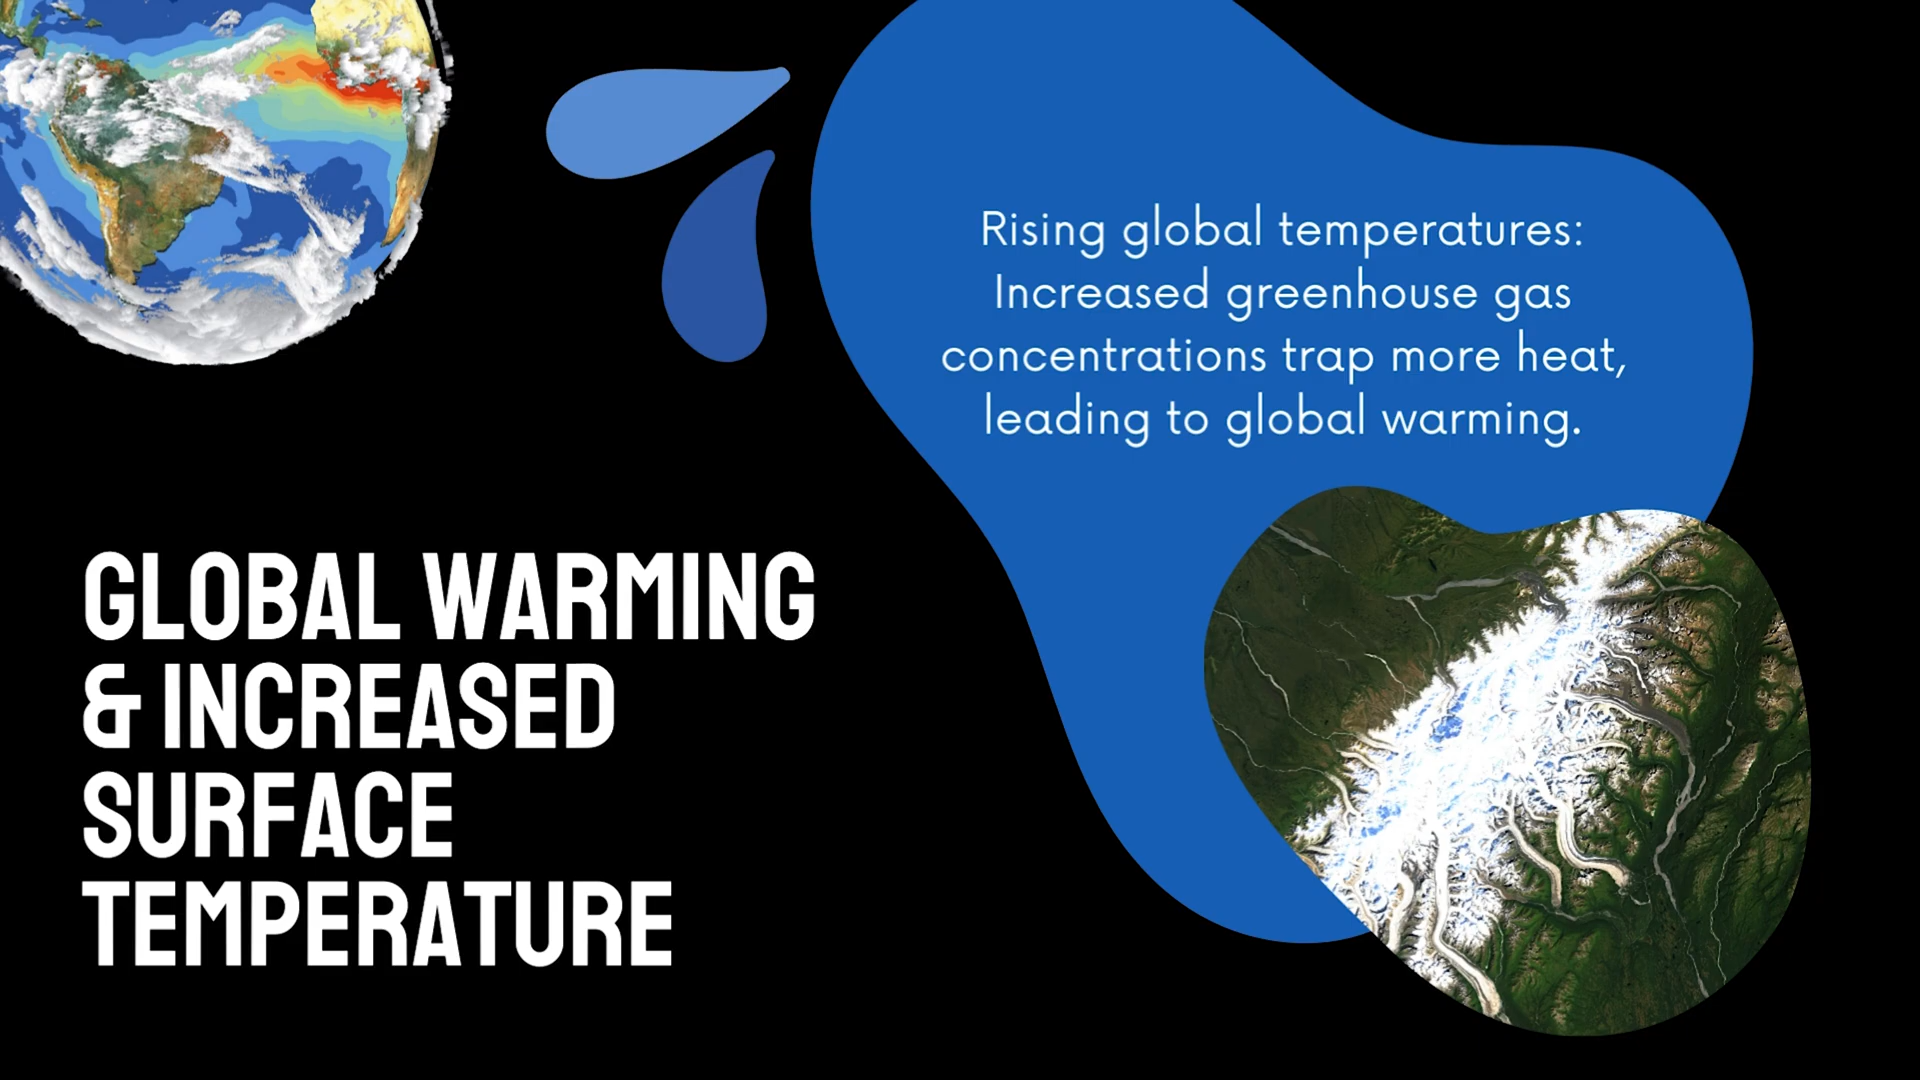 Rising global temperatures:
Increased greenhouse gas
concentrations trap more heat,
leading to global warming.
GLOBAL WARMING
& INCREASED
SURFACE
TEMPERATURE